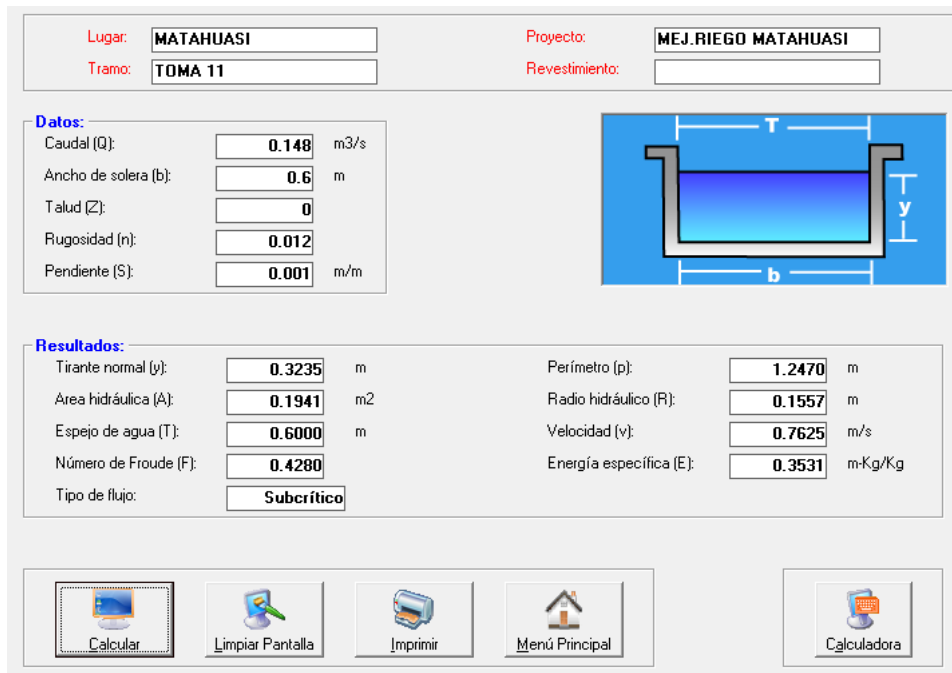 Lugar: MATAHUASI Proyecto: MEJ.RIEGO MATAHUASI
Tramo: TOMA 11 Revestimiento:
Datos:
Caudal (Q): 0.148 m3/s
Ancho de solera (b): 0.6 m
Talud (Z): 0
Rugosidad (n): 0.012
Pendiente (S): 0.001 m/m
T
y
b
Resultados:
Tirante normal (y): 0.3235 m Perímetro (p): 1.2470 m
Area hidráulica (A): 0.1941 m2 Radio hidráulico (R): 0.1557 m
Espejo de agua (T): 0.6000 m Velocidad (v): 0.7625 m/s
Número de Froude (F): 0.4280 Energía específica (E): 0.3531 m-Kg/Kg
Tipo de flujo: Subcrítico
Calcular Limpiar Pantalla Imprimir Menú Principal Calculadora